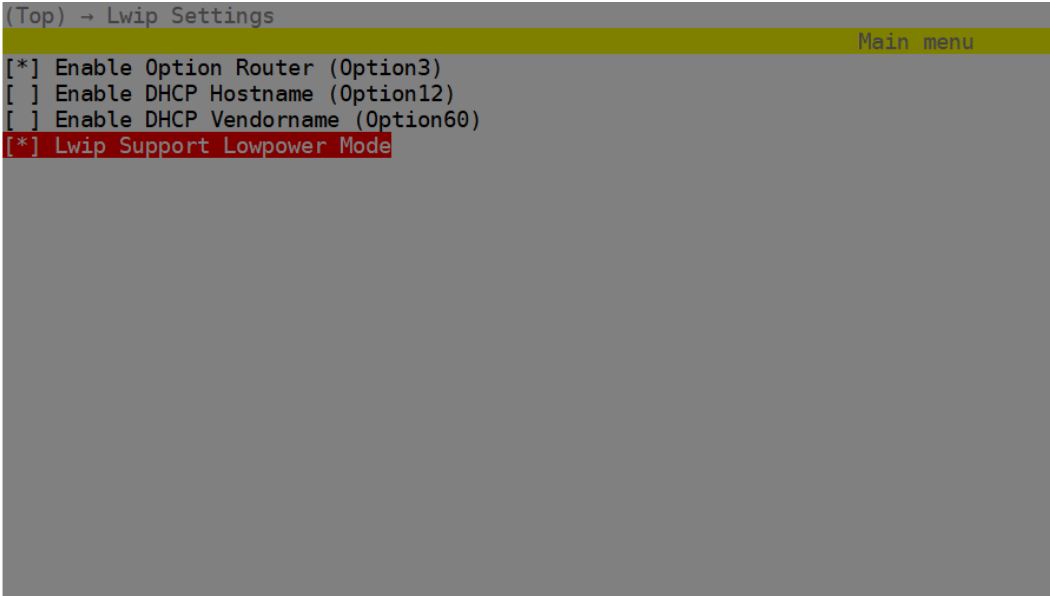 (Top) → Lwip Settings
Main menu
[*] Enable Option Router (Option3)
[ ] Enable DHCP Hostname (Option12)
[ ] Enable DHCP Vendorname (Option60)
[*] Lwip Support Lowpower Mode